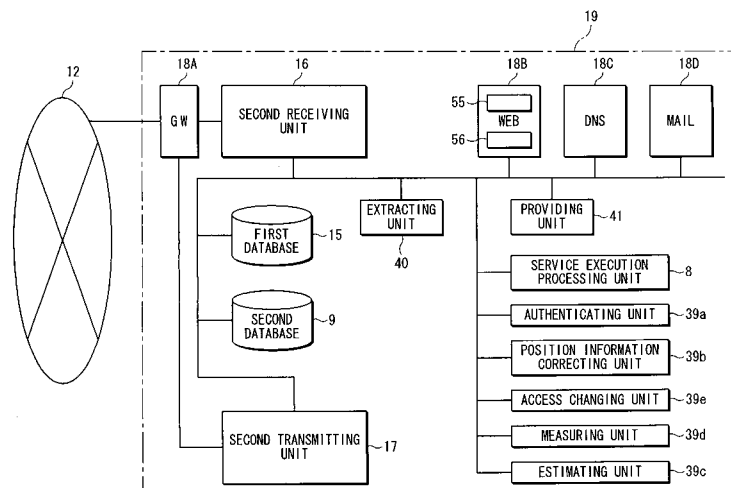 19
12
18A
16
18B
18C
18D
GW
SECOND RECEIVING
UNIT
55
WEB
56
DNS
MAIL
FIRST
DATABASE
15
EXTRACTING
UNIT
40
PROVIDING
UNIT
41
SECOND
DATABASE
9
SERVICE EXECUTION
PROCESSING UNIT
8
AUTHENTICATING UNIT
39a
POSITION INFORMATION
CORRECTING UNIT
39b
ACCESS CHANGING UNIT
39e
SECOND TRANSMITTING
UNIT
17
MEASURING UNIT
39d
ESTIMATING UNIT
39c